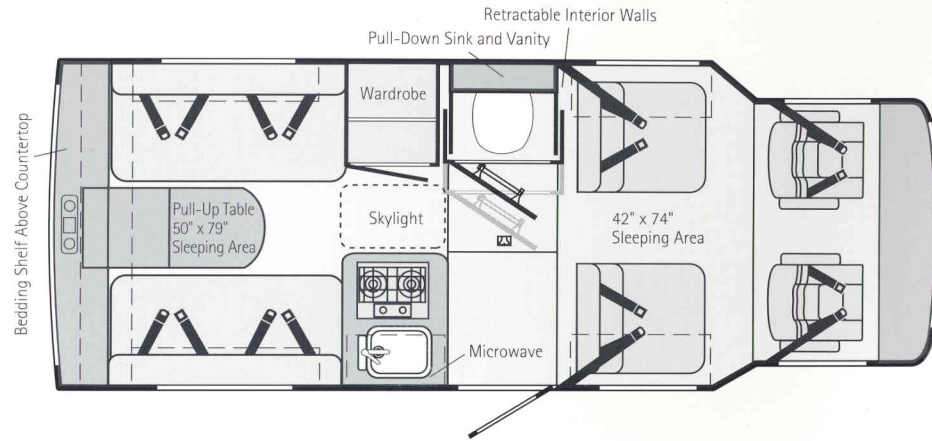 Retractable Interior Walls
Pull-Down Sink and Vanity
Wardrobe
Bedding Shelf Above Countertop
Pull-Up Table
50" x 79"
Sleeping Area
Skylight
42" x 74"
Sleeping Area
Microwave